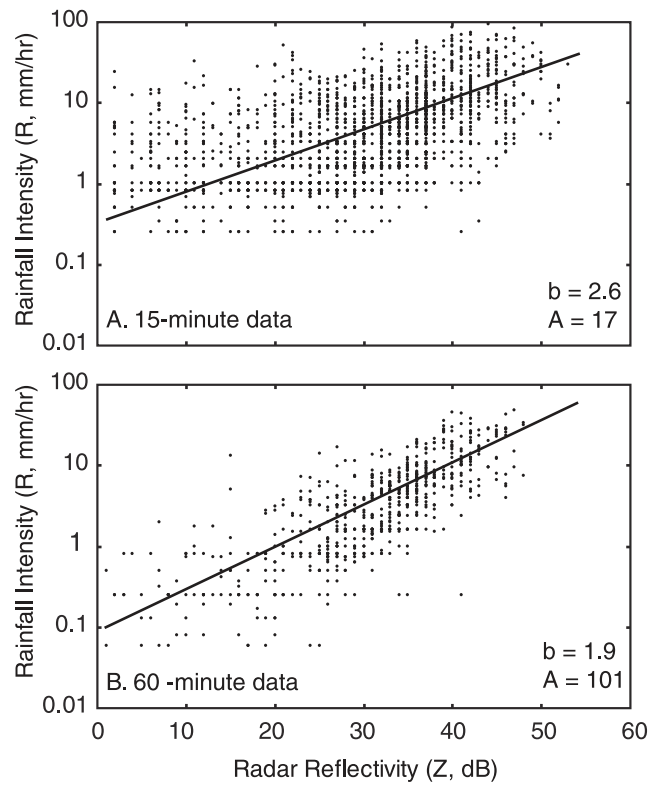 100
10
1
0.1
0.01
Rainfall Intensity (R, mm/hr)
A. 15-minute data
b = 2.6
A = 17
100
10
1
0.1
0.01
Rainfall Intensity (R, mm/hr)
B. 60 -minute data
b = 1.9
A = 101
0 10 20 30 40 50 60
Radar Reflectivity (Z, dB)